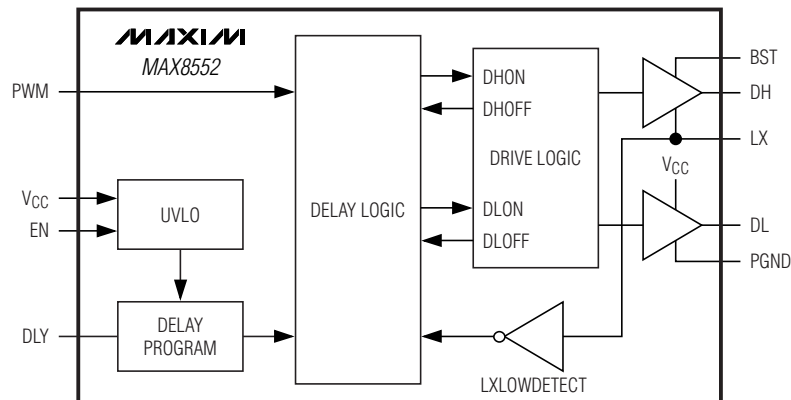 MAXIM
MAX8552
PWM
VCC
EN
DLY
UVLO
DELAY
PROGRAM
DELAY LOGIC
DHON
DHOFF
DRIVE LOGIC
DLON
DLOFF
LXLOWDETECT
BST
DH
LX
VCC
DL
PGND